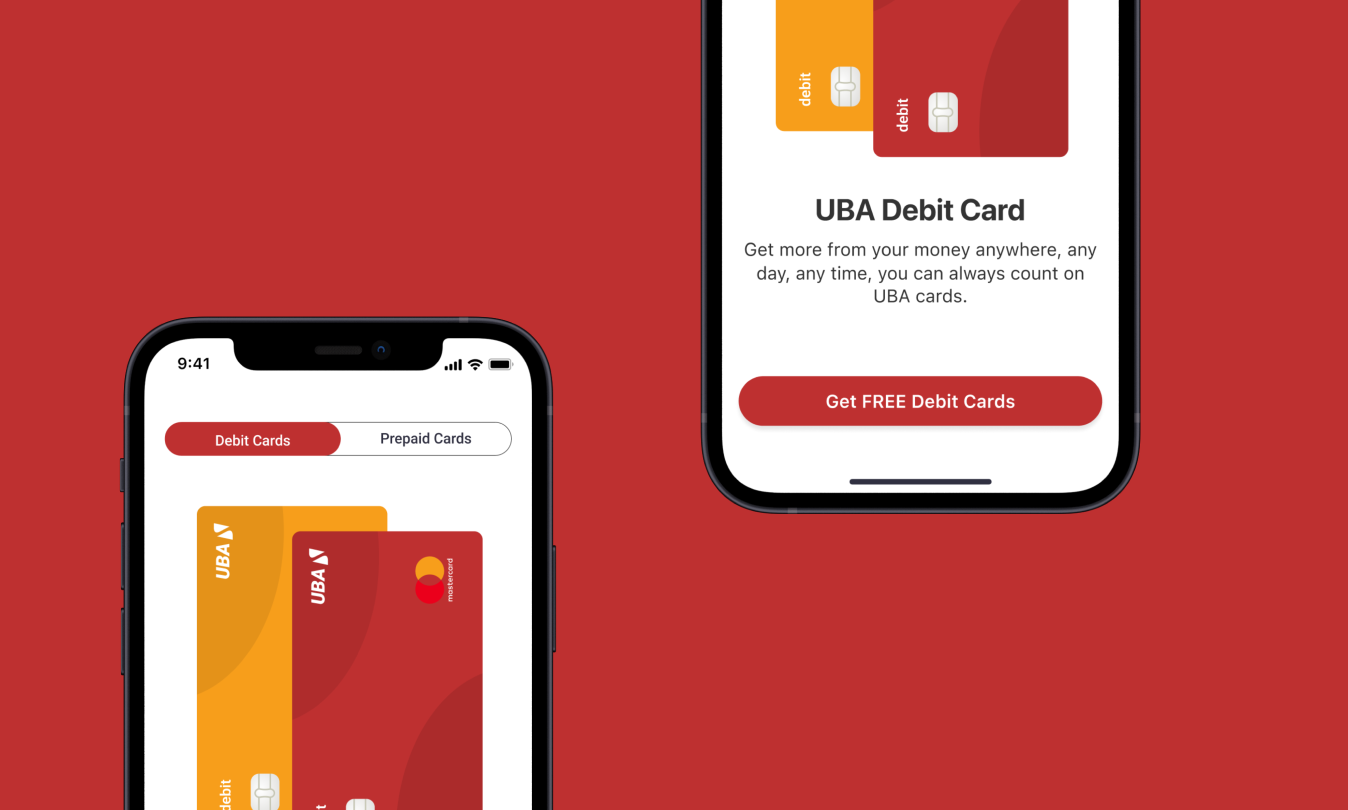 9:41
Debit Cards
Prepaid Cards
UBA
UBA
mastercard
debit
debit
debit
UBA Debit Card
Get more from your money anywhere, any
day, any time, you can always count on
UBA cards.
Get FREE Debit Cards